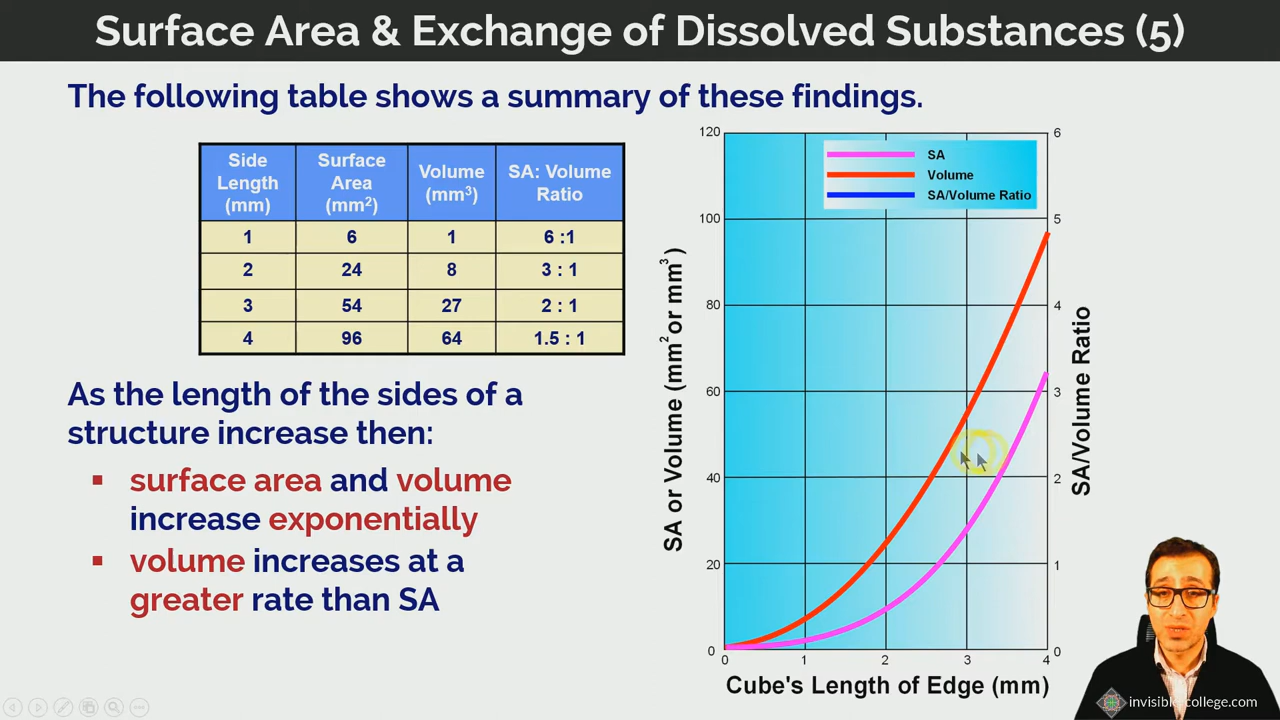 Surface Area & Exchange of Dissolved Substances (5)
The following table shows a summary of these findings.
Side Length (mm) Surface Area (mm²) Volume (mm³) SA: Volume Ratio
1 6 1 6 :1
2 24 8 3 : 1
3 54 27 2 : 1
4 96 64 1.5 : 1
As the length of the sides of a
structure increase then:
▪ surface area and volume
increase exponentially
▪ volume increases at a
greater rate than SA
SA
Volume
SA/Volume Ratio
120
100
80
60
40
20
0
SA or Volume (mm² or mm³)
6
5
4
3
2
1
0
SA/Volume Ratio
0 1 2 3 4
Cube's Length of Edge (mm)